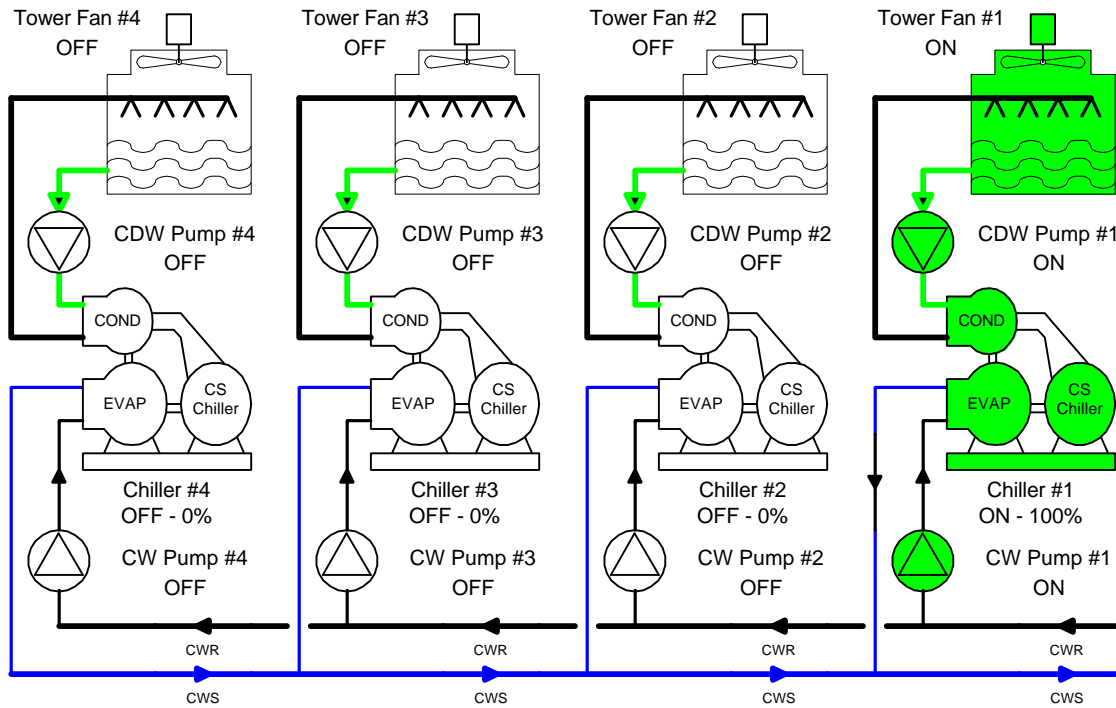 Tower Fan #4
OFF
Tower Fan #3
OFF
Tower Fan #2
OFF
Tower Fan #1
ON
CDW Pump #4
OFF
CDW Pump #3
OFF
CDW Pump #2
OFF
CDW Pump #1
ON
COND
COND
COND
COND
EVAP
CS
Chiller
EVAP
CS
Chiller
EVAP
CS
Chiller
EVAP
CS
Chiller
Chiller #4
OFF - 0%
Chiller #3
OFF - 0%
Chiller #2
OFF - 0%
Chiller #1
ON - 100%
CW Pump #4
OFF
CW Pump #3
OFF
CW Pump #2
OFF
CW Pump #1
ON
CWR
CWR
CWR
CWR
CWS
CWS
CWS
CWS